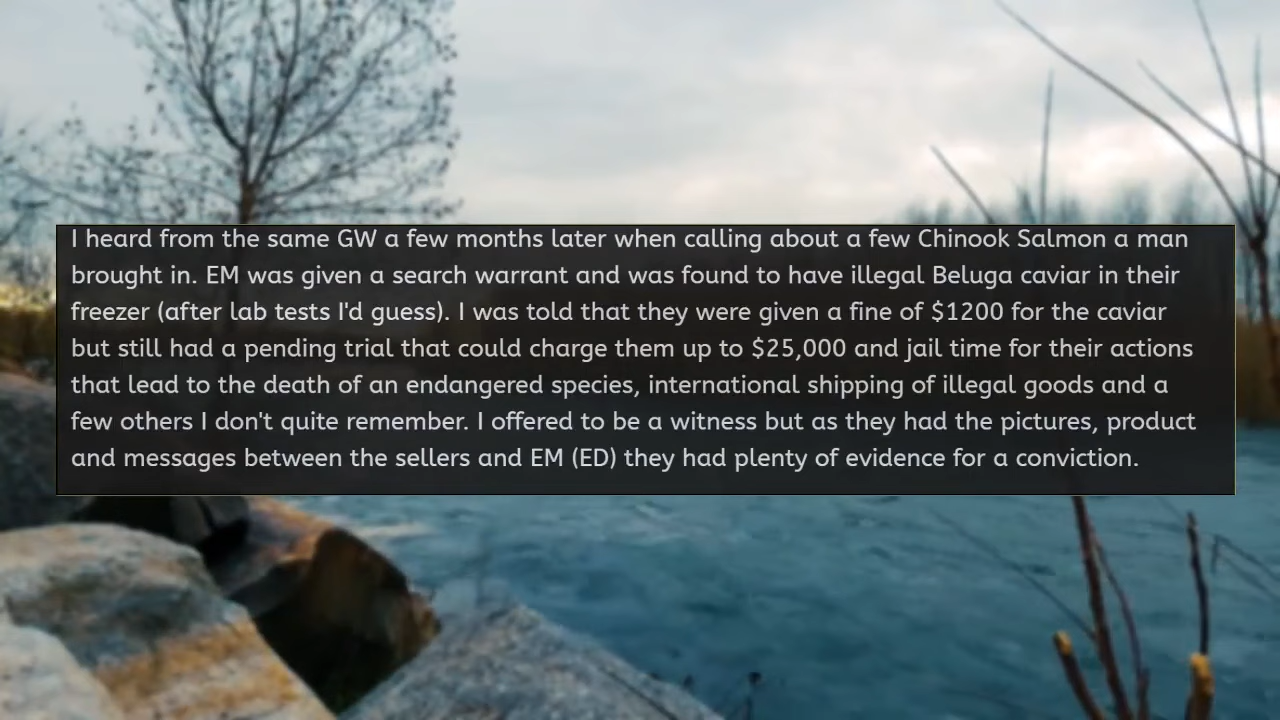 I heard from the same GW a few months later when calling about a few Chinook Salmon a man
brought in. EM was given a search warrant and was found to have illegal Beluga caviar in their
freezer (after lab tests I'd guess). I was told that they were given a fine of $1200 for the caviar
but still had a pending trial that could charge them up to $25,000 and jail time for their actions
that lead to the death of an endangered species, international shipping of illegal goods and a
few others I don't quite remember. I offered to be a witness but as they had the pictures, product
and messages between the sellers and EM (ED) they had plenty of evidence for a conviction.